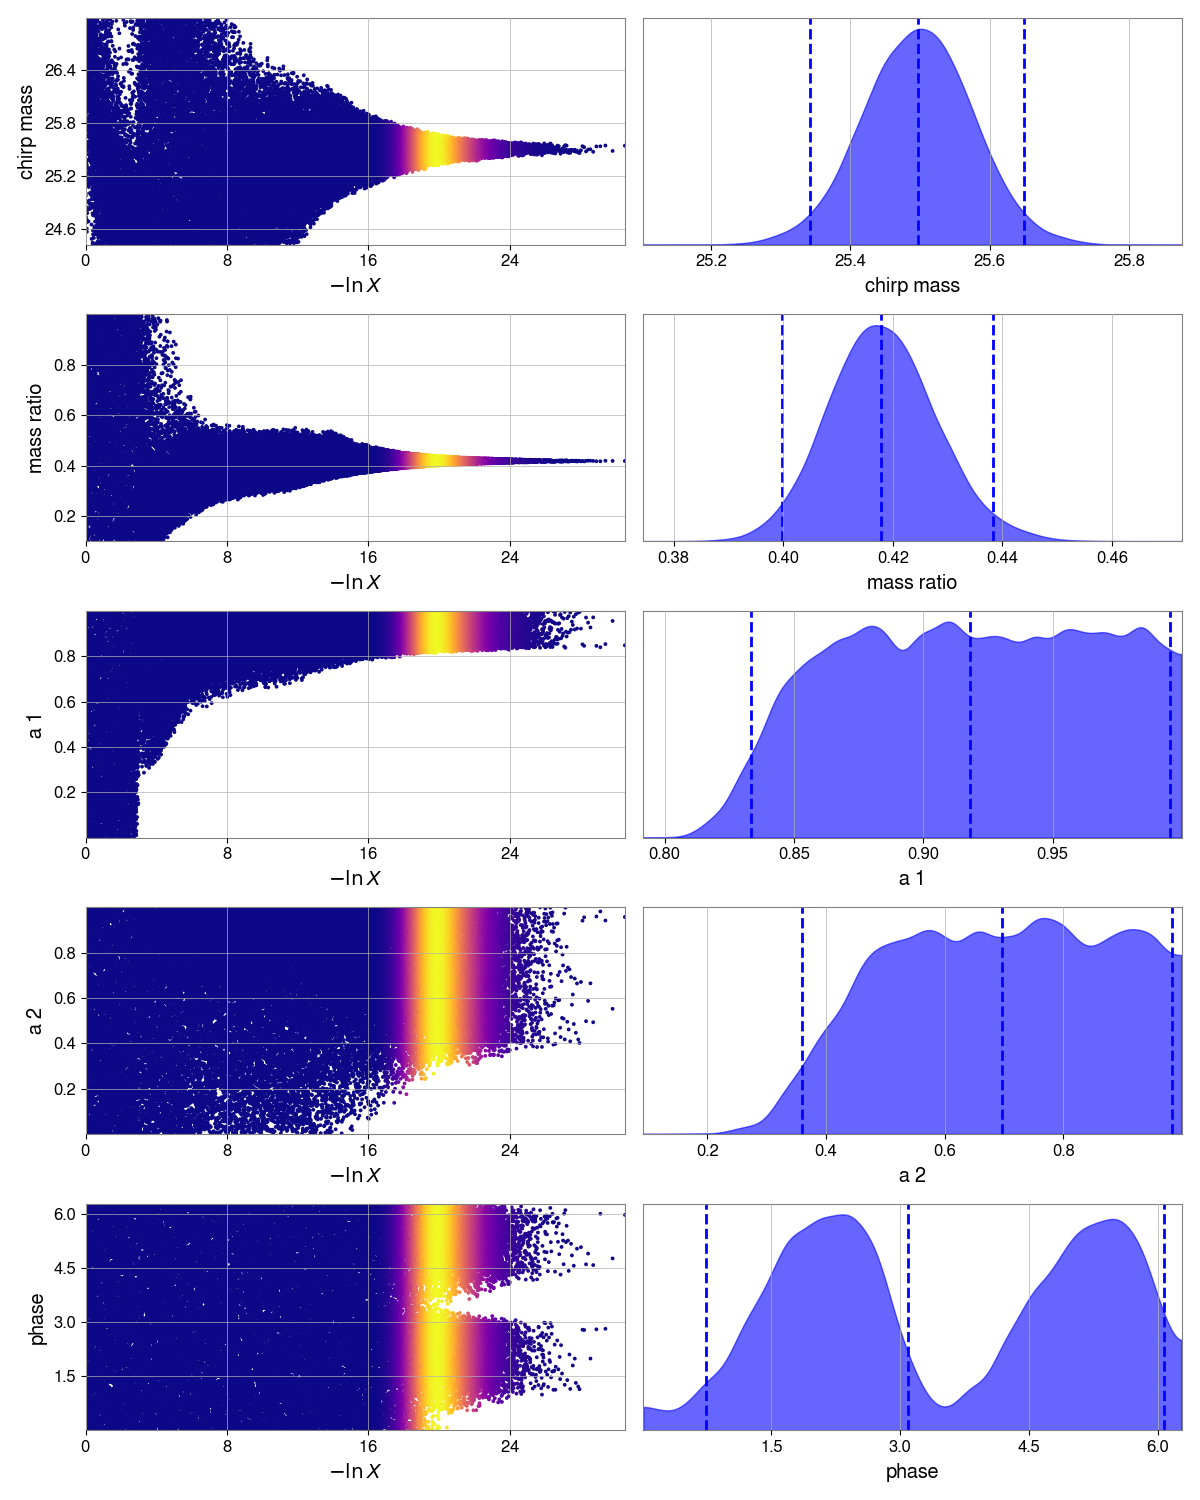 26.4
25.8
25.2
24.6
chirp mass
0 8 16 24
−ln X
25.2 25.4 25.6 25.8
chirp mass
0.8
0.6
0.4
0.2
mass ratio
0 8 16 24
−ln X
0.38 0.40 0.42 0.44 0.46
mass ratio
0.8
0.6
0.4
0.2
a 1
0 8 16 24
−ln X
0.80 0.85 0.90 0.95
a 1
0.8
0.6
0.4
0.2
a 2
0 8 16 24
−ln X
0.2 0.4 0.6 0.8
a 2
6.0
4.5
3.0
1.5
phase
0 8 16 24
−ln X
1.5 3.0 4.5 6.0
phase